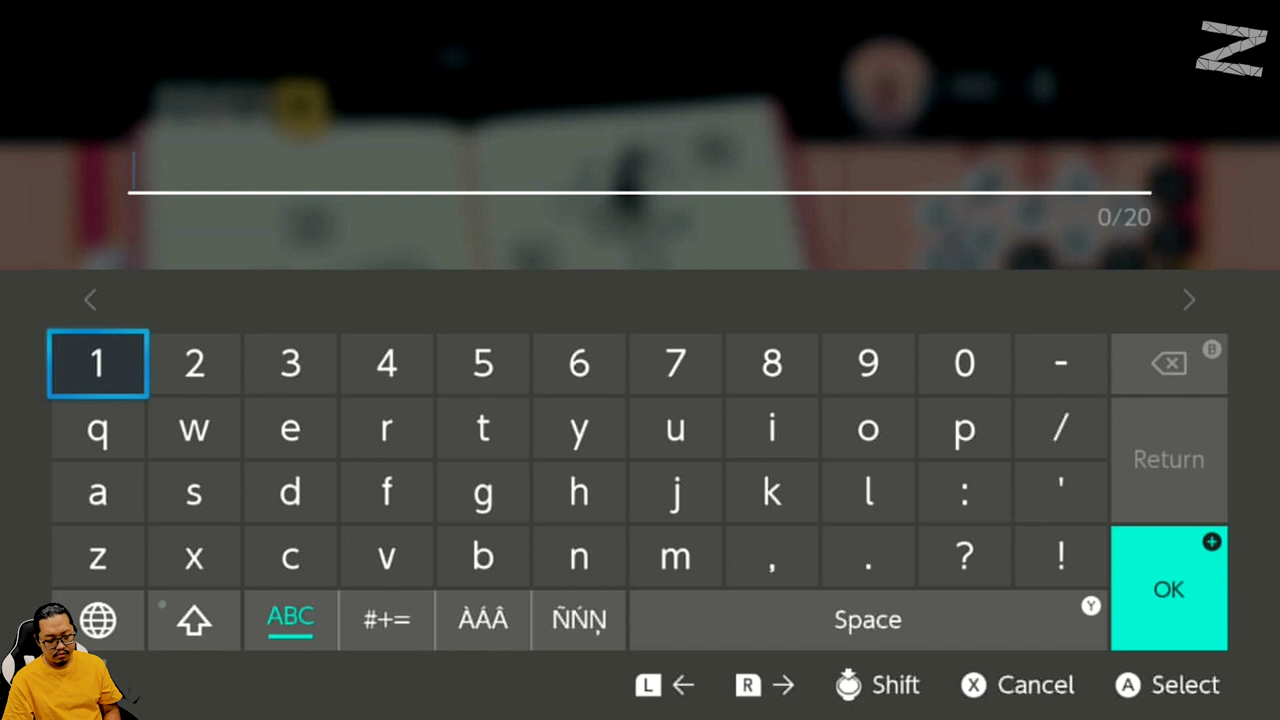 Z
0/20
1 2 3 4 5 6 7 8 9 0 - B
q w e r t y u i o p / Return
a s d f g h j k l : '
z x c v b n m , . ? ! + OK
ABC #+= ÀÁÂ ÑŃŅ Space Y
L ← R → Shift X Cancel A Select